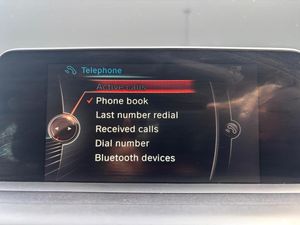 Telephone
Active calls
Phone book
Last number redial
Received calls
Dial number
Bluetooth devices